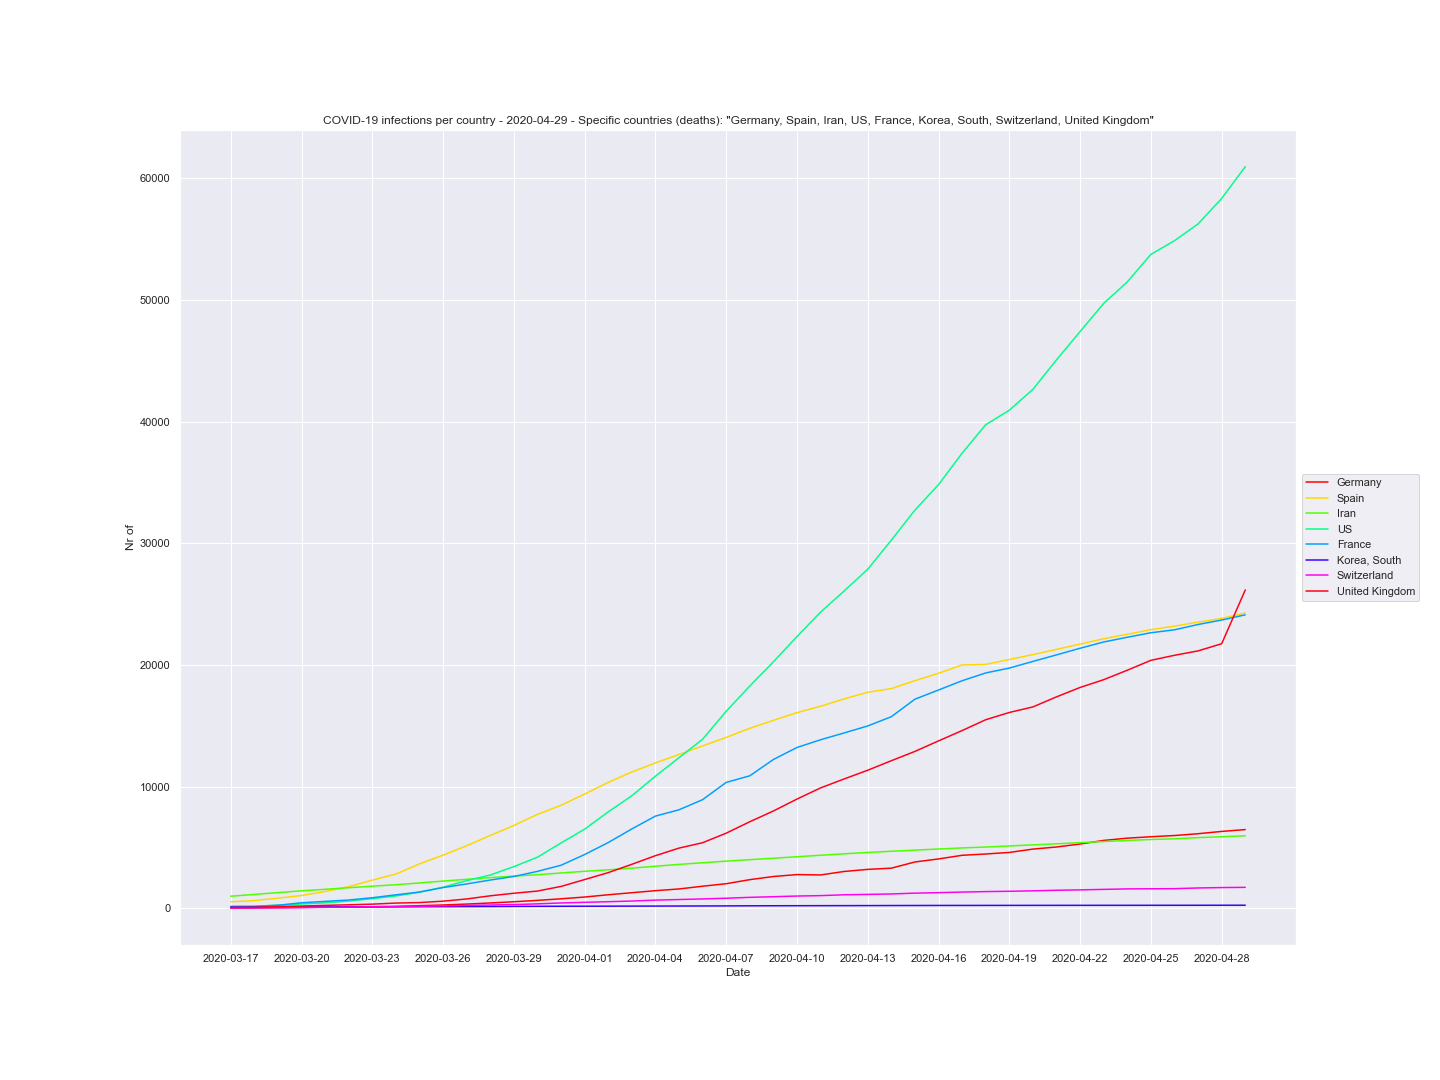 COVID-19 infections per country - 2020-04-29 - Specific countries (deaths): "Germany, Spain, Iran, US, France, Korea, South, Switzerland, United Kingdom"
60000
50000
40000
30000
20000
10000
0
Nr of
2020-03-17 2020-03-20 2020-03-23 2020-03-26 2020-03-29 2020-04-01 2020-04-04 2020-04-07 2020-04-10 2020-04-13 2020-04-16 2020-04-19 2020-04-22 2020-04-25 2020-04-28
Date
Germany
Spain
Iran
US
France
Korea, South
Switzerland
United Kingdom